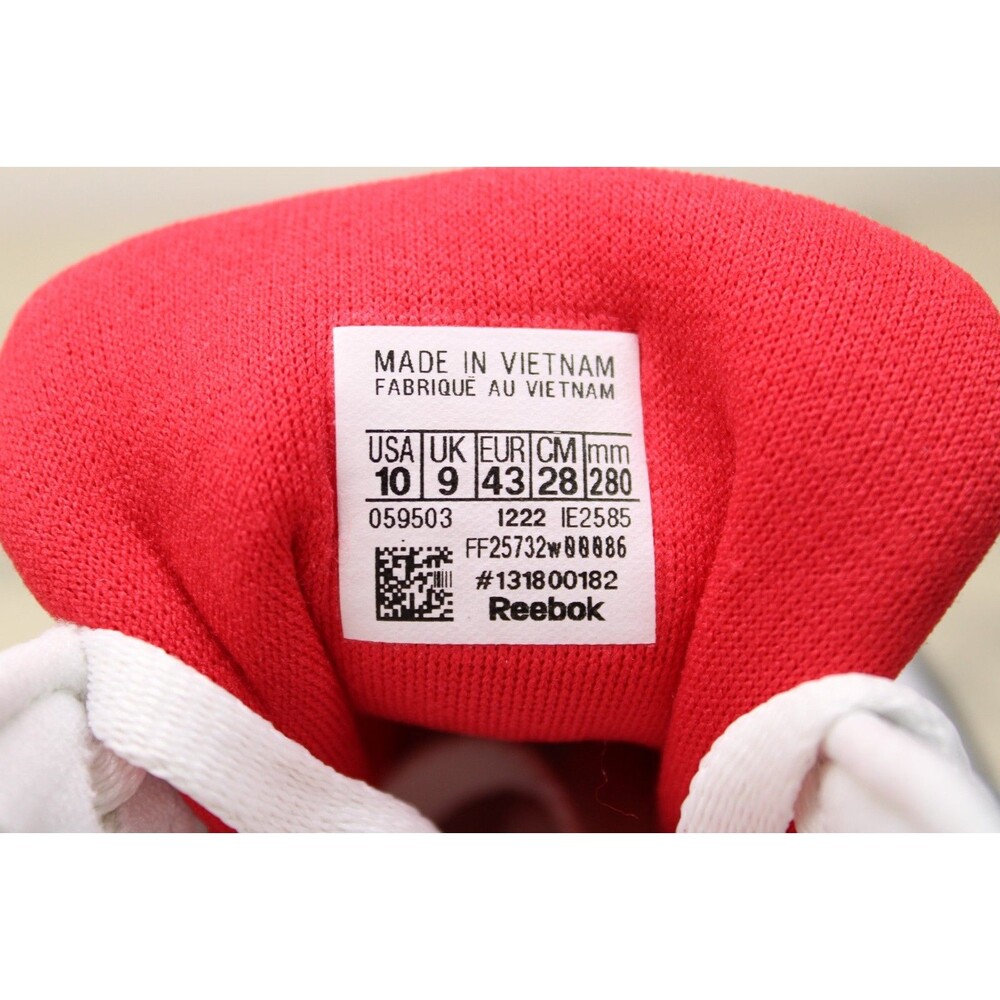 MADE IN VIETNAM
FABRIQUÉ AU VIETNAM
USA UK EUR CM mm
10 9 43 28 280
059503 1222 IE2585
FF25732w00086
#131800182
Reebok